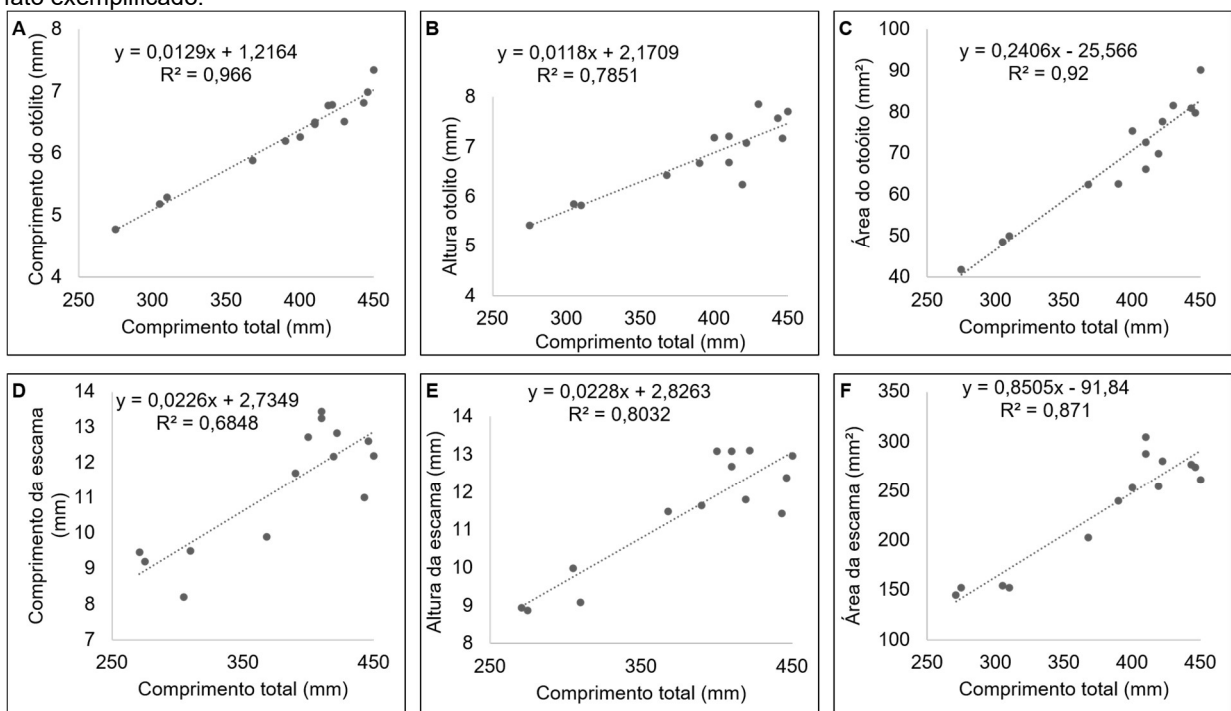 fato exemplificado.
A
y = 0,0129x + 1,2164
R² = 0,966
Comprimento do otólito (mm)
8
7
6
5
4
250 300 350 400 450
Comprimento total (mm)
B
y = 0,0118x + 2,1709
R² = 0,7851
Altura otolito (mm)
8
7
6
5
4
250 300 350 400 450
Comprimento total (mm)
C
y = 0,2406x - 25,566
R² = 0,92
Área do otoóito (mm²)
100
90
80
70
60
50
40
250 300 350 400 450
Comprimento total (mm)
D
y = 0,0226x + 2,7349
R² = 0,6848
Comprimento da escama
(mm)
14
13
12
11
10
9
8
7
250 350 450
Comprimento total (mm)
E
y = 0,0228x + 2,8263
R² = 0,8032
Altura da escama (mm)
14
13
12
11
10
9
8
250 350 450
Comprimento total (mm)
F
y = 0,8505x - 91,84
R² = 0,871
Área da escama (mm²)
350
300
250
200
150
100
250 300 350 400 450
Comprimento total (mm)